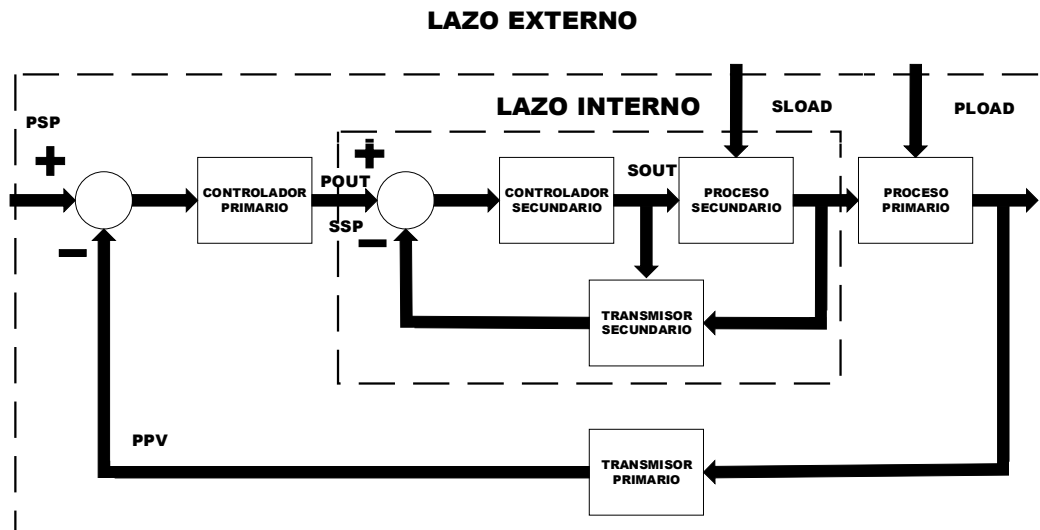 LAZO EXTERNO
LAZO INTERNO
SLOAD
PLOAD
PSP
+
+
CONTROLADOR
PRIMARIO
POUT
SSP
CONTROLADOR
SECUNDARIO
SOUT
PROCESO
SECUNDARIO
PROCESO
PRIMARIO
−
−
TRANSMISOR
SECUNDARIO
PPV
TRANSMISOR
PRIMARIO